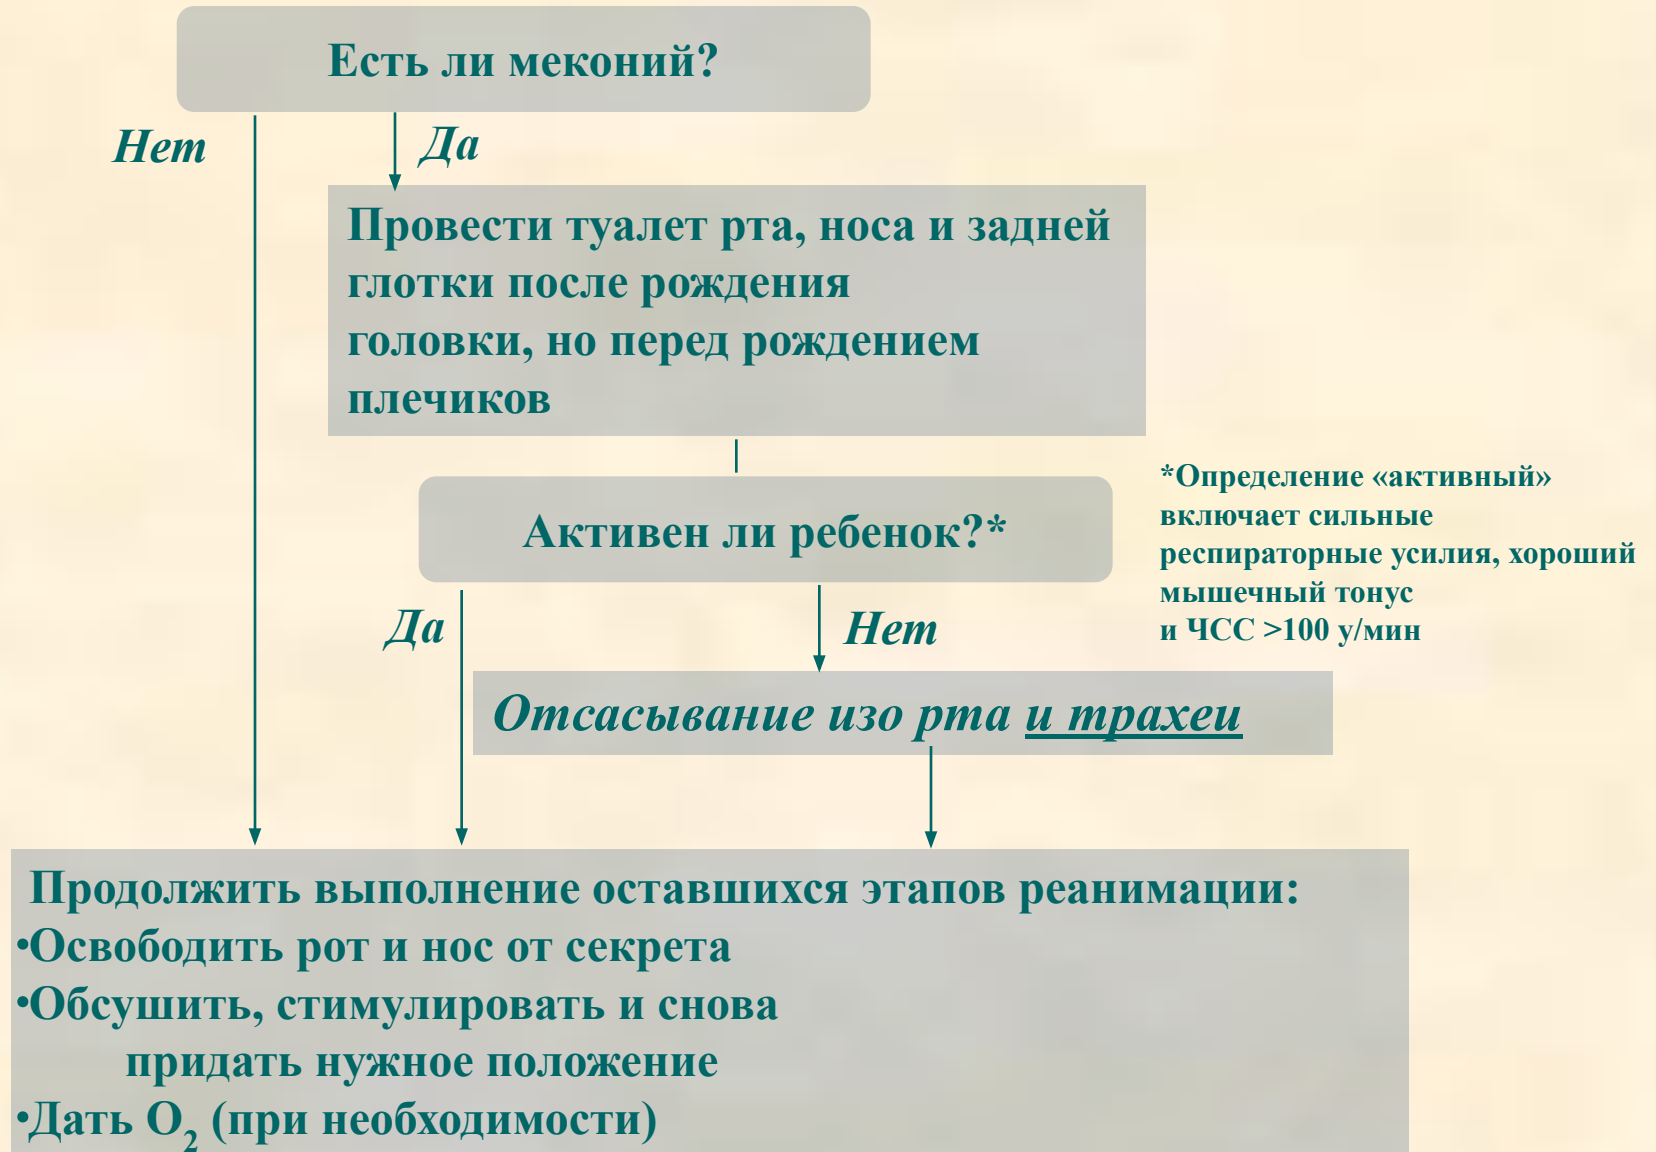 Есть ли меконий?
Нет
Да
Провести туалет рта, носа и задней
глотки после рождения
головки, но перед рождением
плечиков
Активен ли ребенок?*
*Определение «активный»
включает сильные
респираторные усилия, хороший
мышечный тонус
и ЧСС >100 у/мин
Да
Нет
Отсасывание изо рта и трахеи
Продолжить выполнение оставшихся этапов реанимации:
•Освободить рот и нос от секрета
•Обсушить, стимулировать и снова
придать нужное положение
•Дать O₂ (при необходимости)